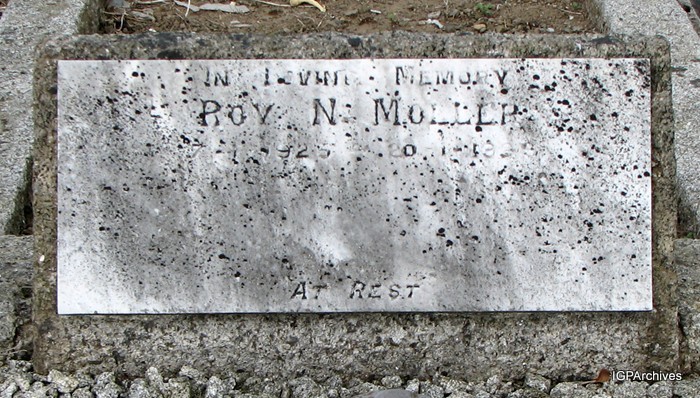 IN LOVING MEMORY
ROY N. MOLLER
AT REST
IGPArchives